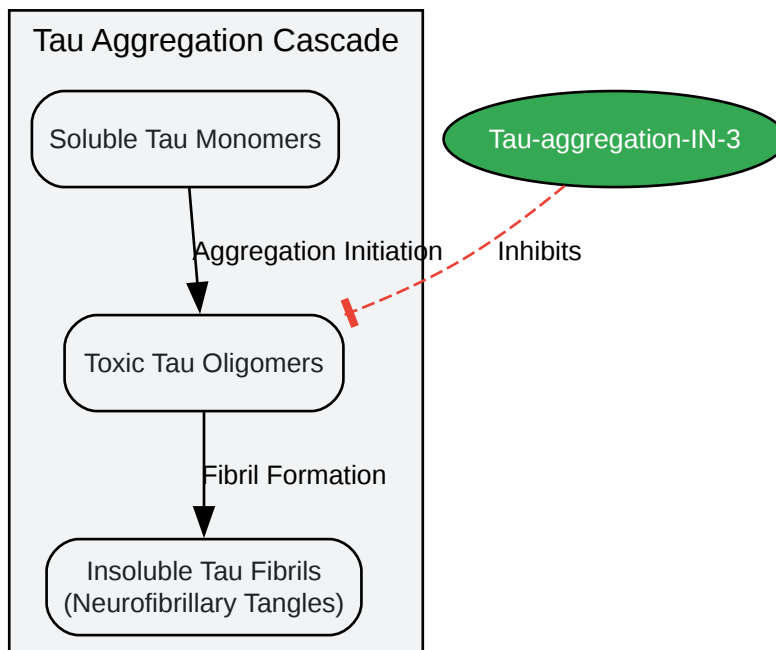 Tau Aggregation Cascade
Soluble Tau Monomers
Tau-aggregation-IN-3
Aggregation Initiation
Inhibits
Toxic Tau Oligomers
Fibril Formation
Insoluble Tau Fibrils
(Neurofibrillary Tangles)